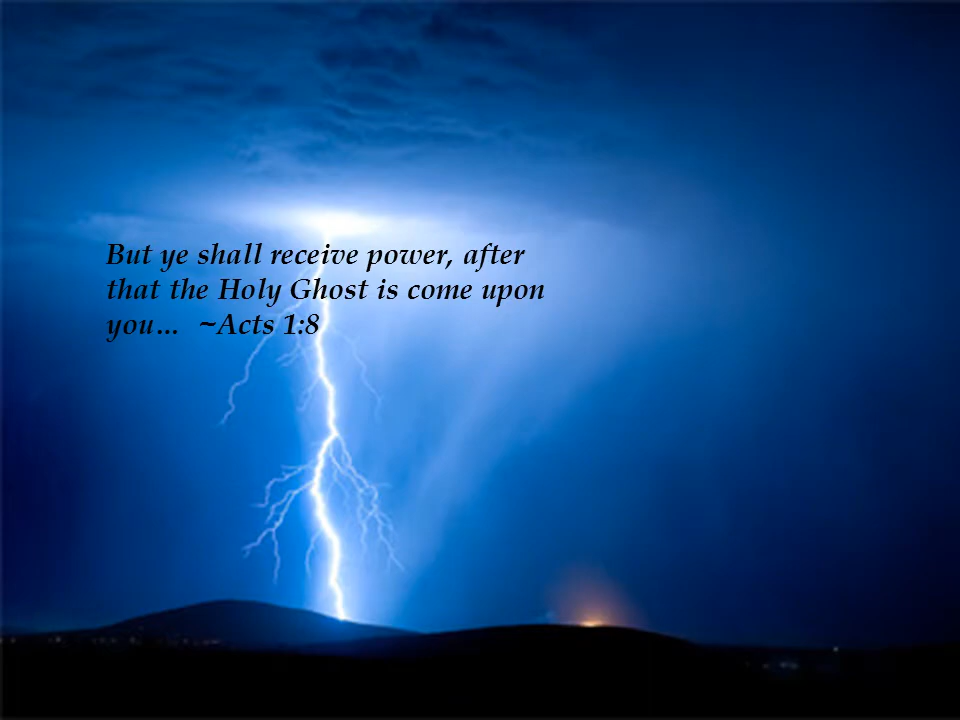 But ye shall receive power, after
that the Holy Ghost is come upon
you...  ~Acts 1:8